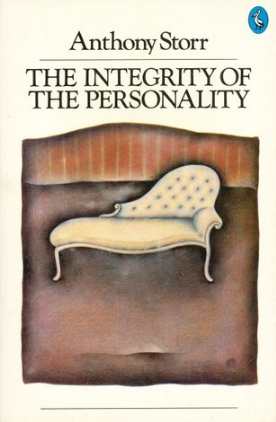 Anthony Storr
THE INTEGRITY OF
THE PERSONALITY